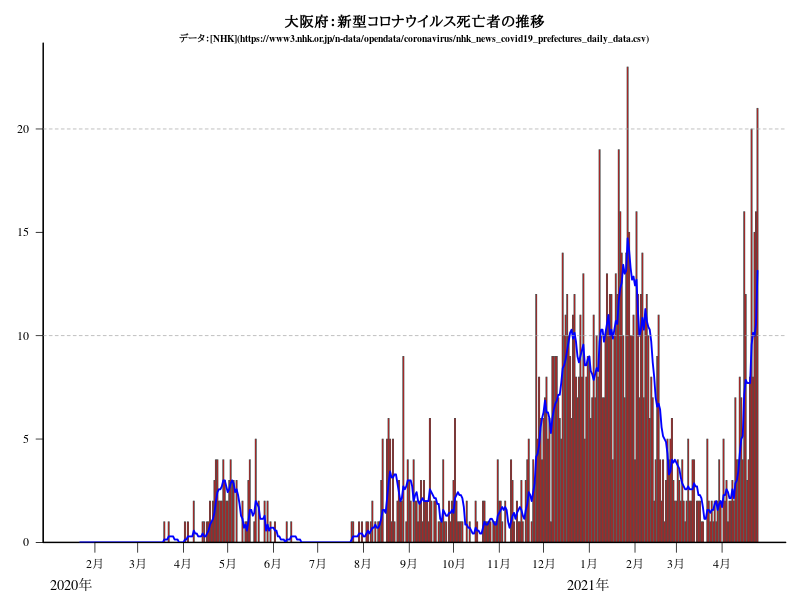 大阪府：新型コロナウイルス死亡者の推移
データ：[NHK](https://www3.nhk.or.jp/n-data/opendata/coronavirus/nhk_news_covid19_prefectures_daily_data.csv)
20
15
10
5
0
2月 3月 4月 5月 6月 7月 8月 9月 10月 11月 12月 1月 2月 3月 4月
2020年 2021年